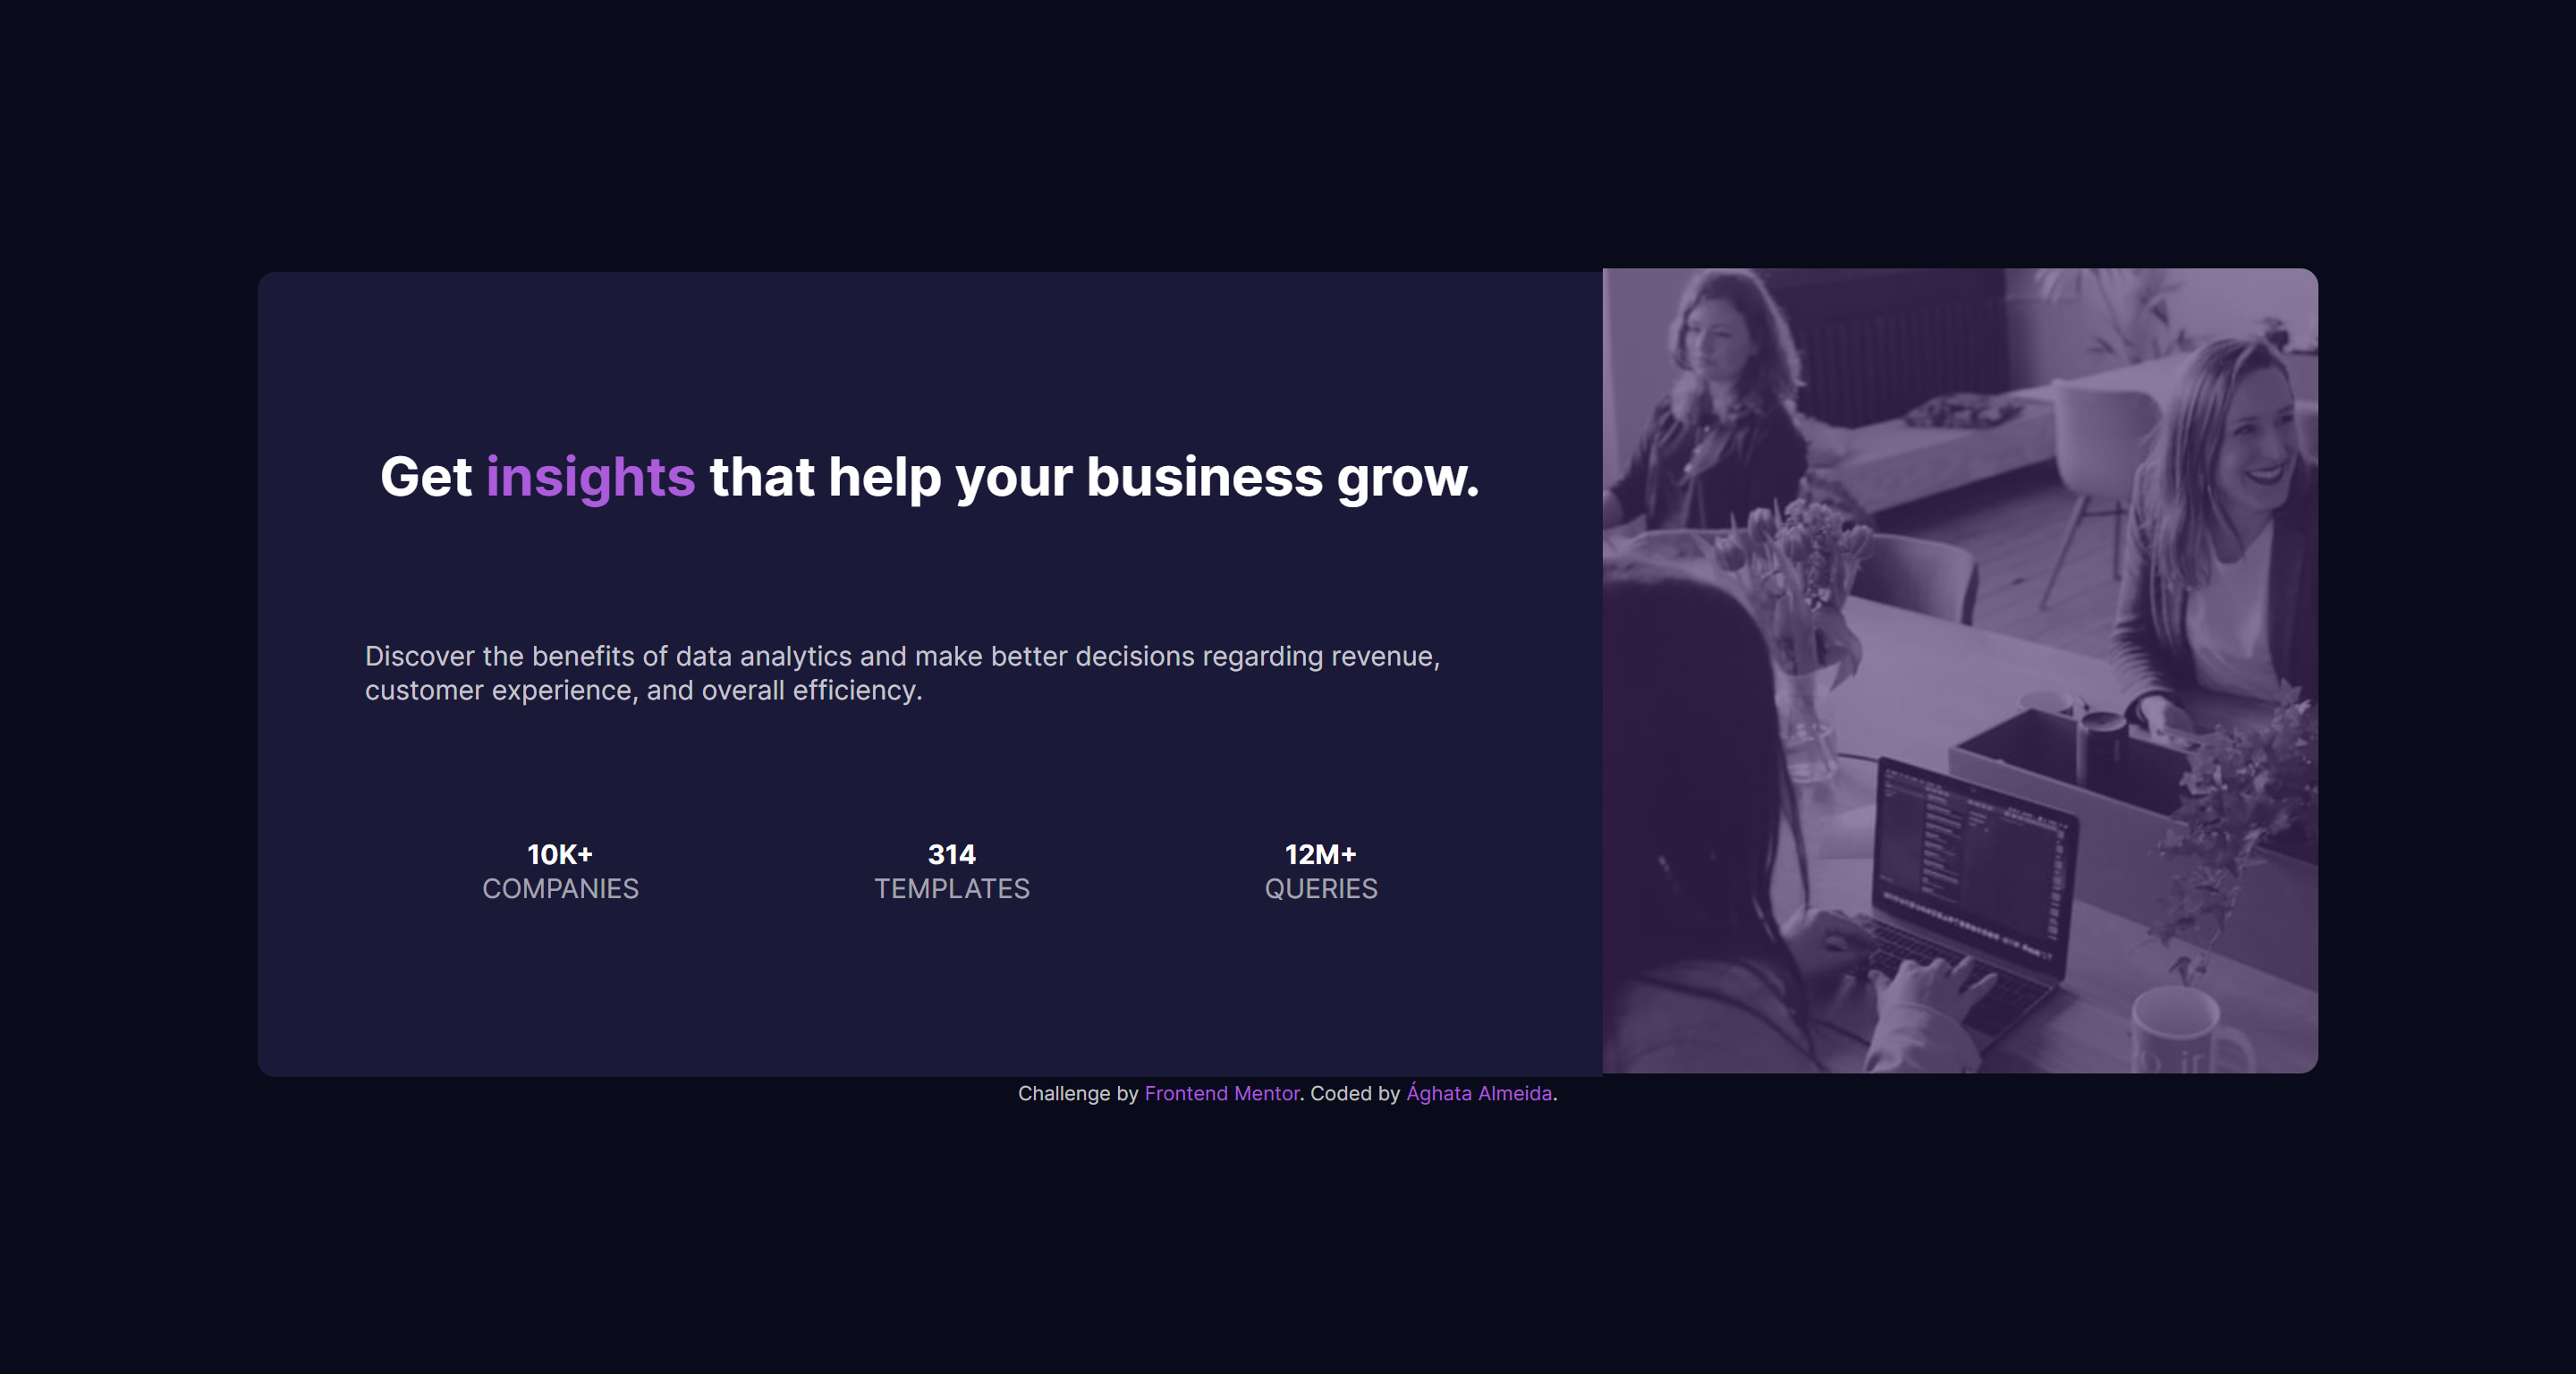 Get insights that help your business grow.
Discover the benefits of data analytics and make better decisions regarding revenue,
customer experience, and overall efficiency.
10K+
COMPANIES
314
TEMPLATES
12M+
QUERIES
Challenge by Frontend Mentor. Coded by Ághata Almeida.